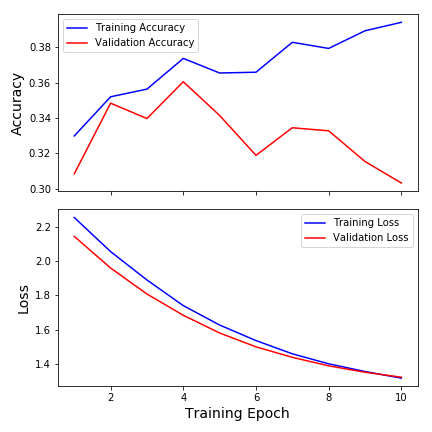 Training Accuracy
Validation Accuracy
0.38
0.36
0.34
0.32
0.30
Accuracy
Training Loss
Validation Loss
2.2
2.0
1.8
1.6
1.4
Loss
2 4 6 8 10
Training Epoch